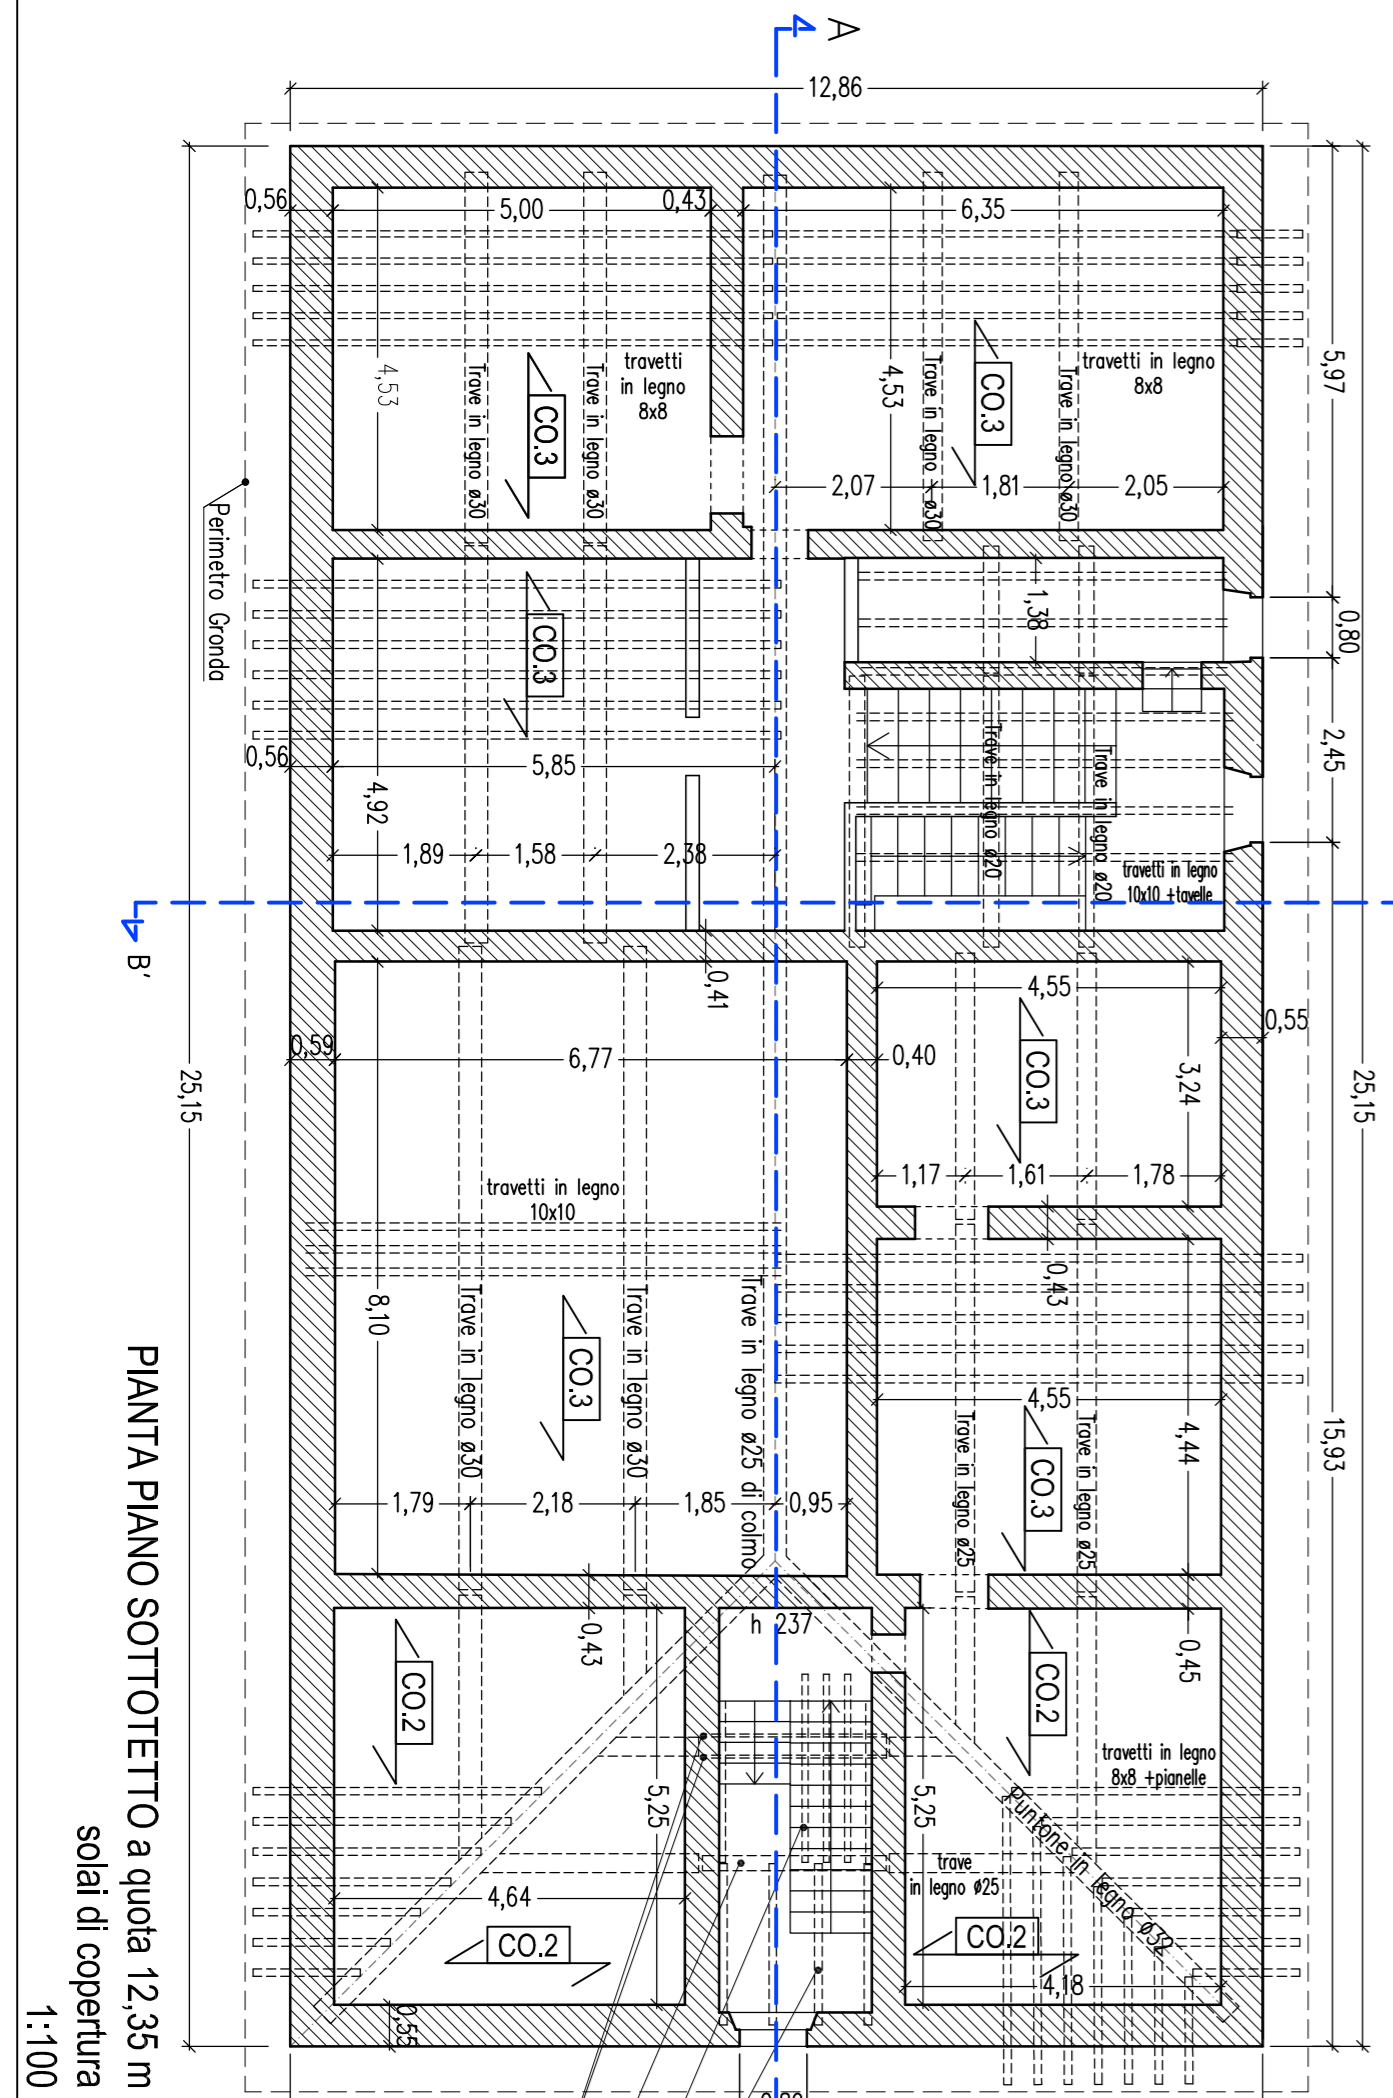 A
12,86
0,56
5,00
0,43
6,35
5,97
4,53
4,53
travetti
in legno
8x8
travetti in legno
8x8
CO.3
CO.3
Trave in legno ø30
Trave in legno ø30
Trave in legno ø30
Trave in legno ø30
2,07
1,81
2,05
Perimetro Gronda
1,38
0,80
CO.3
2,45
0,56
5,85
4,92
1,89
1,58
2,38
Trave in legno ø20
Trave in legno ø20
travetti in legno
10x10 +tavelle
B'
0,41
4,55
0,55
0,59
6,77
0,40
3,24
CO.3
25,15
25,15
1,17
1,61
1,78
travetti in legno
10x10
0,43
8,10
Trave in legno ø30
Trave in legno ø30
Trave in legno ø25 di colmo
CO.3
4,55
4,44
15,93
CO.3
Trave in legno ø25
Trave in legno ø25
1,79
2,18
1,85
0,95
0,43
h 237
0,45
CO.2
CO.2
travetti in legno
8x8 +pianelle
5,25
5,25
Puntone in legno ø32
trave
in legno ø25
4,64
CO.2
CO.2
4,18
0,55
PIANTA PIANO SOTTOTETTO a quota 12,35 m
solai di copertura
1:100